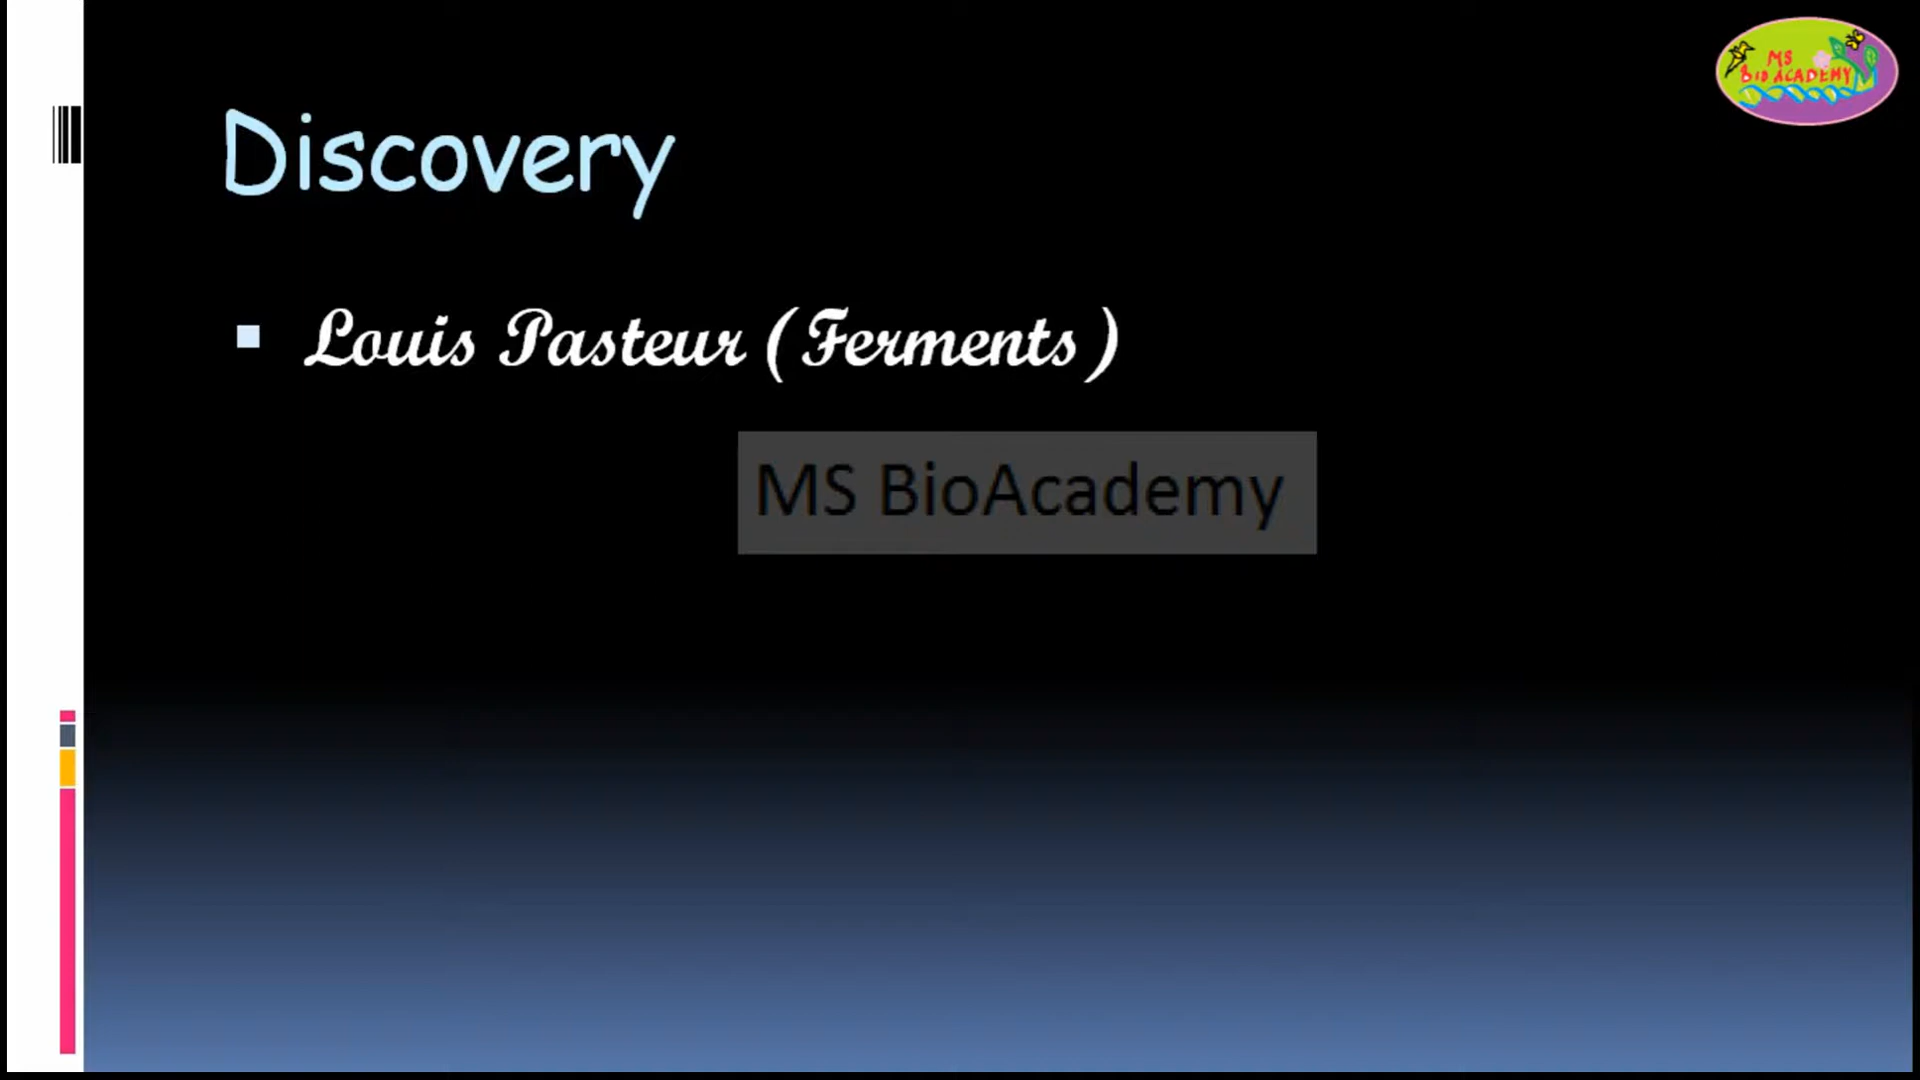 MS
BIO ACADEMY
Discovery
Louis Pasteur (Ferments)
MS BioAcademy